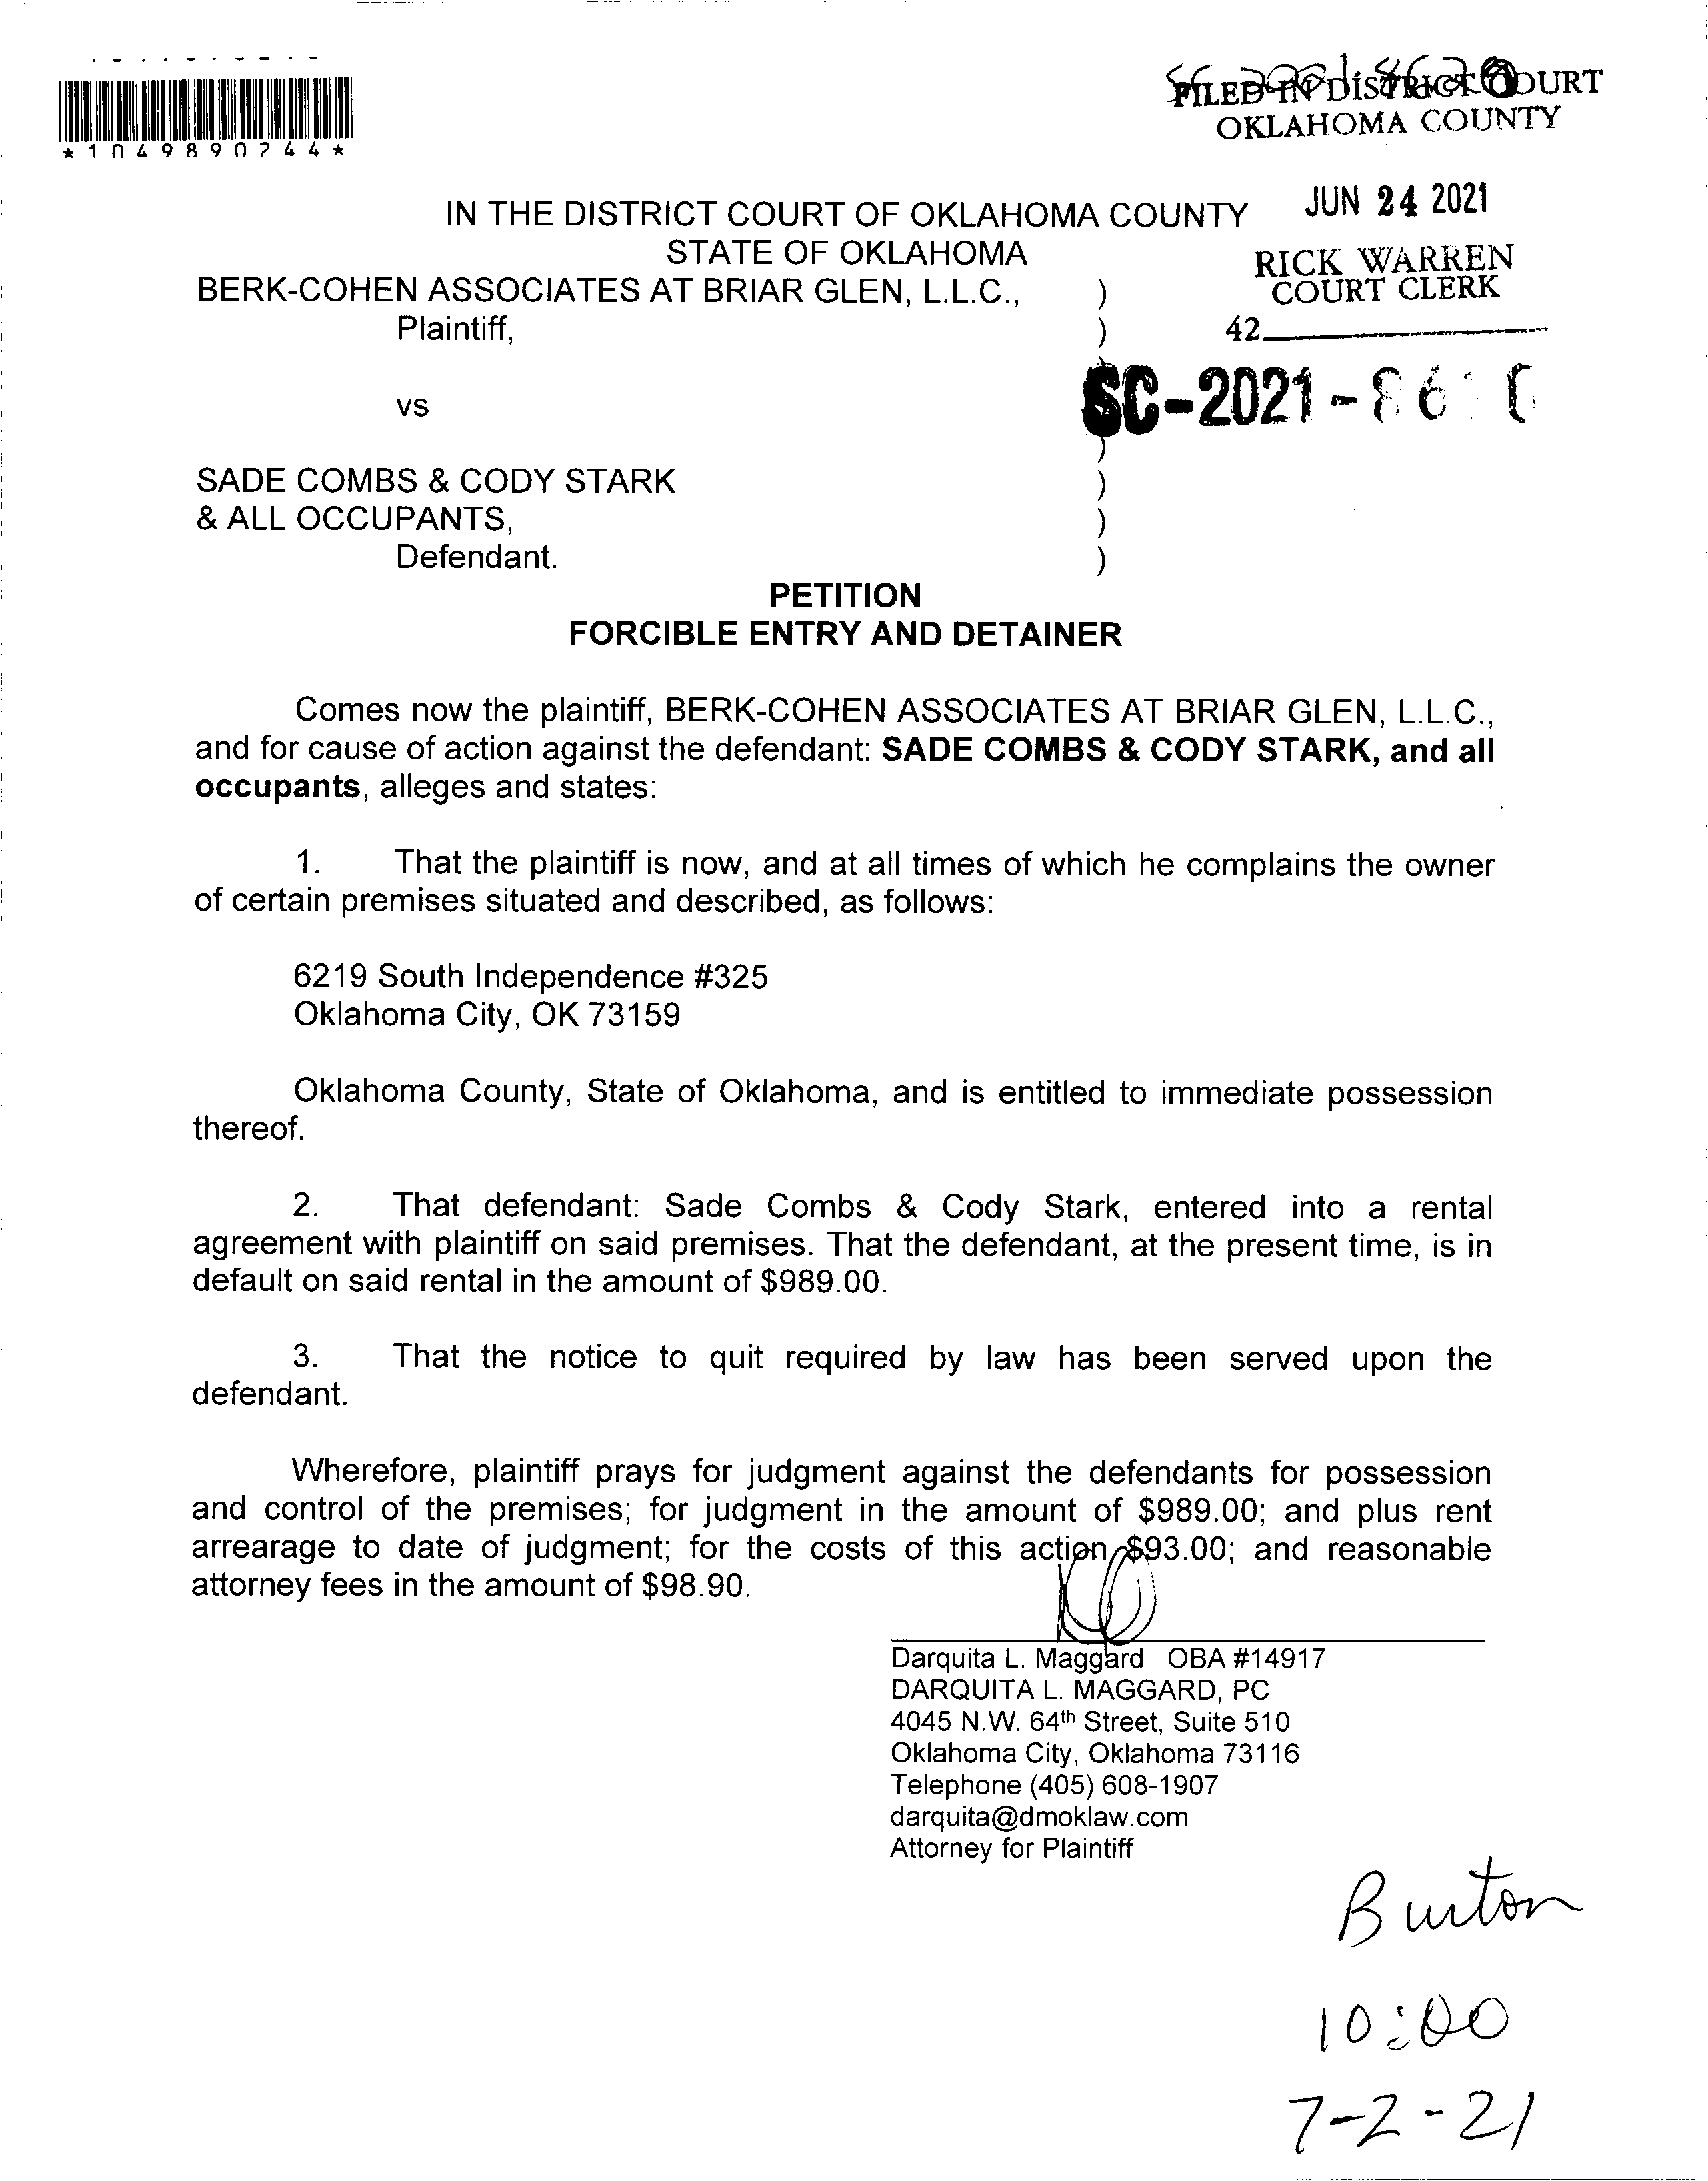 *1049890744*
FILED IN DISTRICT COURT
OKLAHOMA COUNTY
JUN 24 2021
IN THE DISTRICT COURT OF OKLAHOMA COUNTY
STATE OF OKLAHOMA
RICK WARREN
COURT CLERK
42
BERK-COHEN ASSOCIATES AT BRIAR GLEN, L.L.C., )
Plaintiff, )
SC-2021-
vs
)
SADE COMBS & CODY STARK )
& ALL OCCUPANTS, )
Defendant. )
PETITION
FORCIBLE ENTRY AND DETAINER
Comes now the plaintiff, BERK-COHEN ASSOCIATES AT BRIAR GLEN, L.L.C.,
and for cause of action against the defendant: SADE COMBS & CODY STARK, and all
occupants, alleges and states:
1. That the plaintiff is now, and at all times of which he complains the owner
of certain premises situated and described, as follows:
6219 South Independence #325
Oklahoma City, OK 73159
Oklahoma County, State of Oklahoma, and is entitled to immediate possession
thereof.
2. That defendant: Sade Combs & Cody Stark, entered into a rental
agreement with plaintiff on said premises. That the defendant, at the present time, is in
default on said rental in the amount of $989.00.
3. That the notice to quit required by law has been served upon the
defendant.
Wherefore, plaintiff prays for judgment against the defendants for possession
and control of the premises; for judgment in the amount of $989.00; and plus rent
arrearage to date of judgment; for the costs of this action, $93.00; and reasonable
attorney fees in the amount of $98.90.
Darquita L. Maggard OBA #14917
DARQUITA L. MAGGARD, PC
4045 N.W. 64th Street, Suite 510
Oklahoma City, Oklahoma 73116
Telephone (405) 608-1907
darquita@dmoklaw.com
Attorney for Plaintiff
Burton
10:00
7-2-21